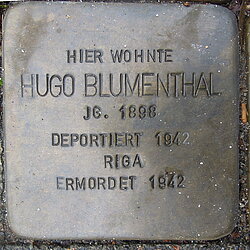 HIER WOHNTE
HUGO BLUMENTHAL
JG. 1898
DEPORTIERT 1942
RIGA
ERMORDET 1942